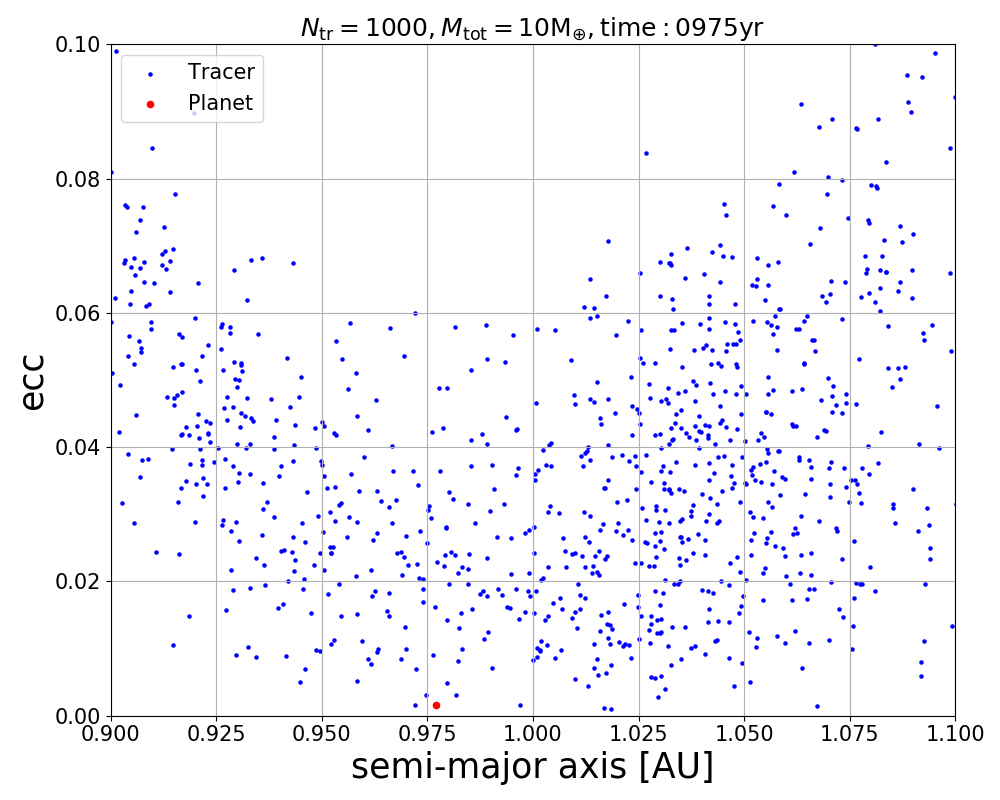 N_tr = 1000, M_tot = 10M_⊕, time : 0975yr
Tracer
Planet
ecc
0.10
0.08
0.06
0.04
0.02
0.00
0.900 0.925 0.950 0.975 1.000 1.025 1.050 1.075 1.100
semi-major axis [AU]